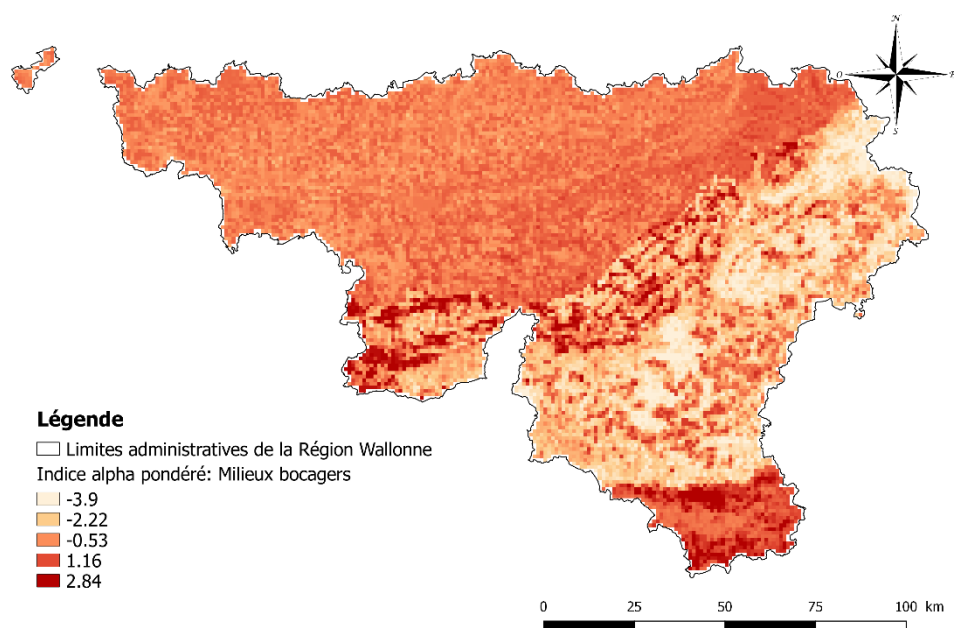 N
O
E
S
Légende
Limites administratives de la Région Wallonne
Indice alpha pondéré: Milieux bocagers
-3.9
-2.22
-0.53
1.16
2.84
0 25 50 75 100 km